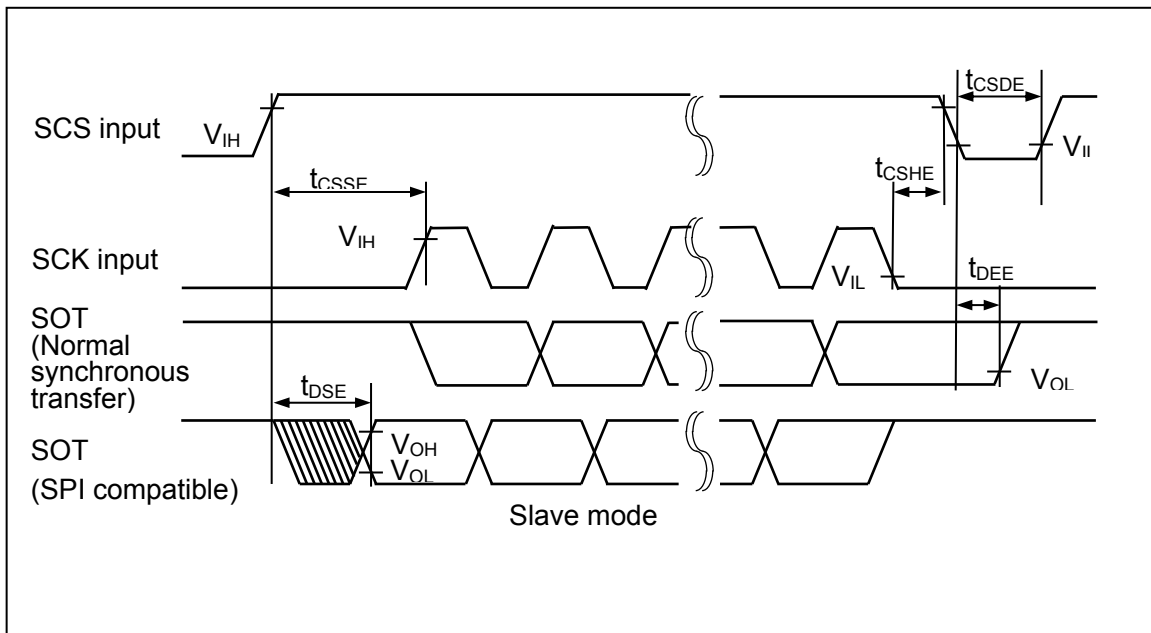 tCSDE
SCS input
VIH
VIL
tCSHE
tCSSE
VIH
SCK input
VIL
tDEE
SOT
(Normal
synchronous
transfer)
tDSE
VOL
VOH
SOT
VOL
(SPI compatible)
Slave mode